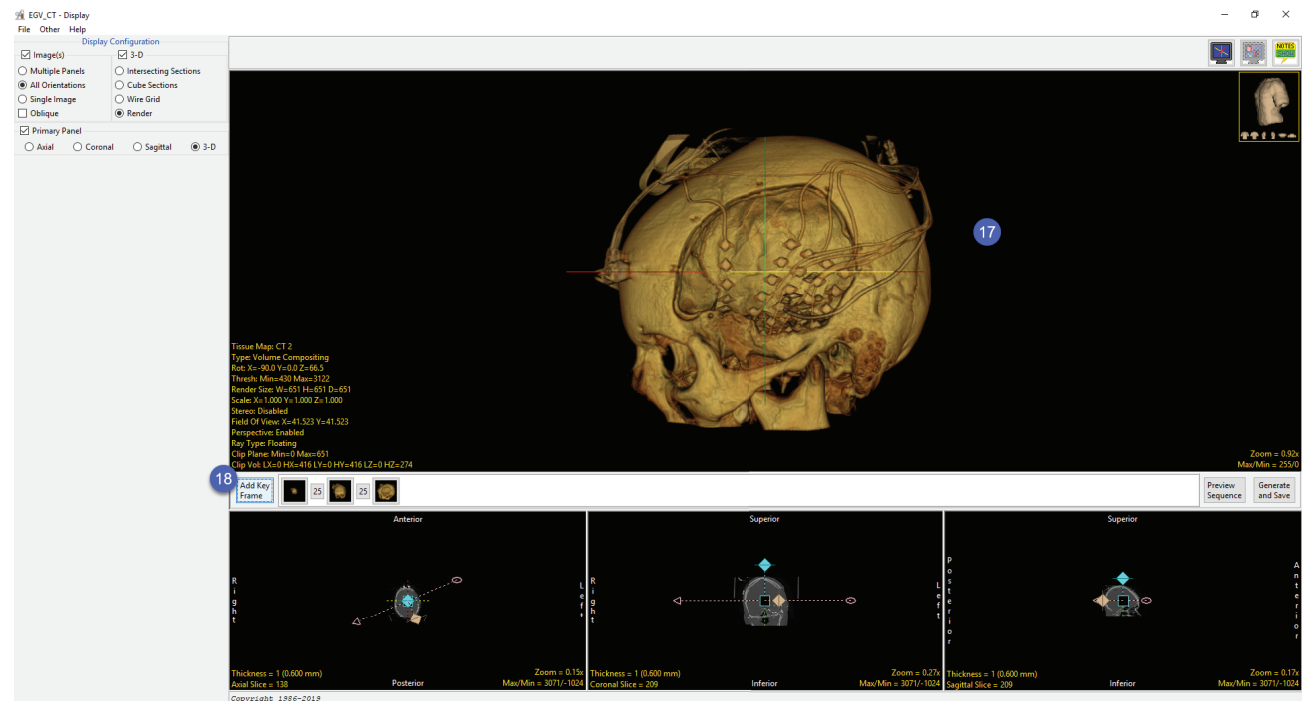 EGV_CT - Display
File Other Help
Display Configuration
Image(s)
3-D
Multiple Panels
Intersecting Sections
All Orientations
Cube Sections
Single Image
Wire Grid
Oblique
Render
Primary Panel
Axial
Coronal
Sagittal
3-D
NOTES
SHOW
17
Tissue Map: CT 2
Type: Volume Compositing
Rot: X=-90.0 Y=0.0 Z=66.5
Thresh: Min=430 Max=3122
Render Size: W=651 H=651 D=651
Scale: X=1.000 Y=1.000 Z=1.000
Stereo: Disabled
Field Of View: X=41.523 Y=41.523
Perspective: Enabled
Ray Type: Floating
Clip Plane: Min=0 Max=651
Clip Vol: LX=0 HX=416 LY=0 HY=416 LZ=0 HZ=274
Zoom = 0.92x
Max/Min = 255/0
18
Add Key
Frame
25
25
Preview
Sequence
Generate
and Save
Anterior
Right
Left
Thickness = 1 (0.600 mm)
Axial Slice = 138
Posterior
Zoom = 0.15x
Max/Min = 3071/-1024
Superior
Right
Left
Thickness = 1 (0.600 mm)
Coronal Slice = 209
Inferior
Zoom = 0.27x
Max/Min = 3071/-1024
Superior
Posterior
Anterior
Thickness = 1 (0.600 mm)
Sagittal Slice = 209
Inferior
Zoom = 0.17x
Max/Min = 3071/-1024
Copyright 1986-2019